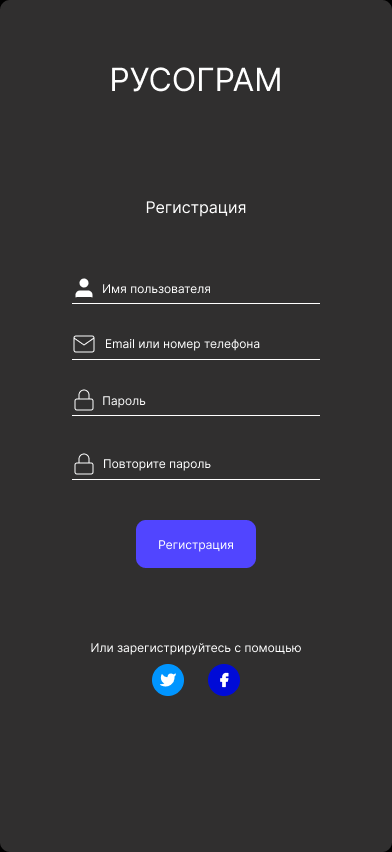 РУСОГРАМ
Регистрация
Имя пользователя
Email или номер телефона
Пароль
Повторите пароль
Регистрация
Или зарегистрируйтесь с помощью